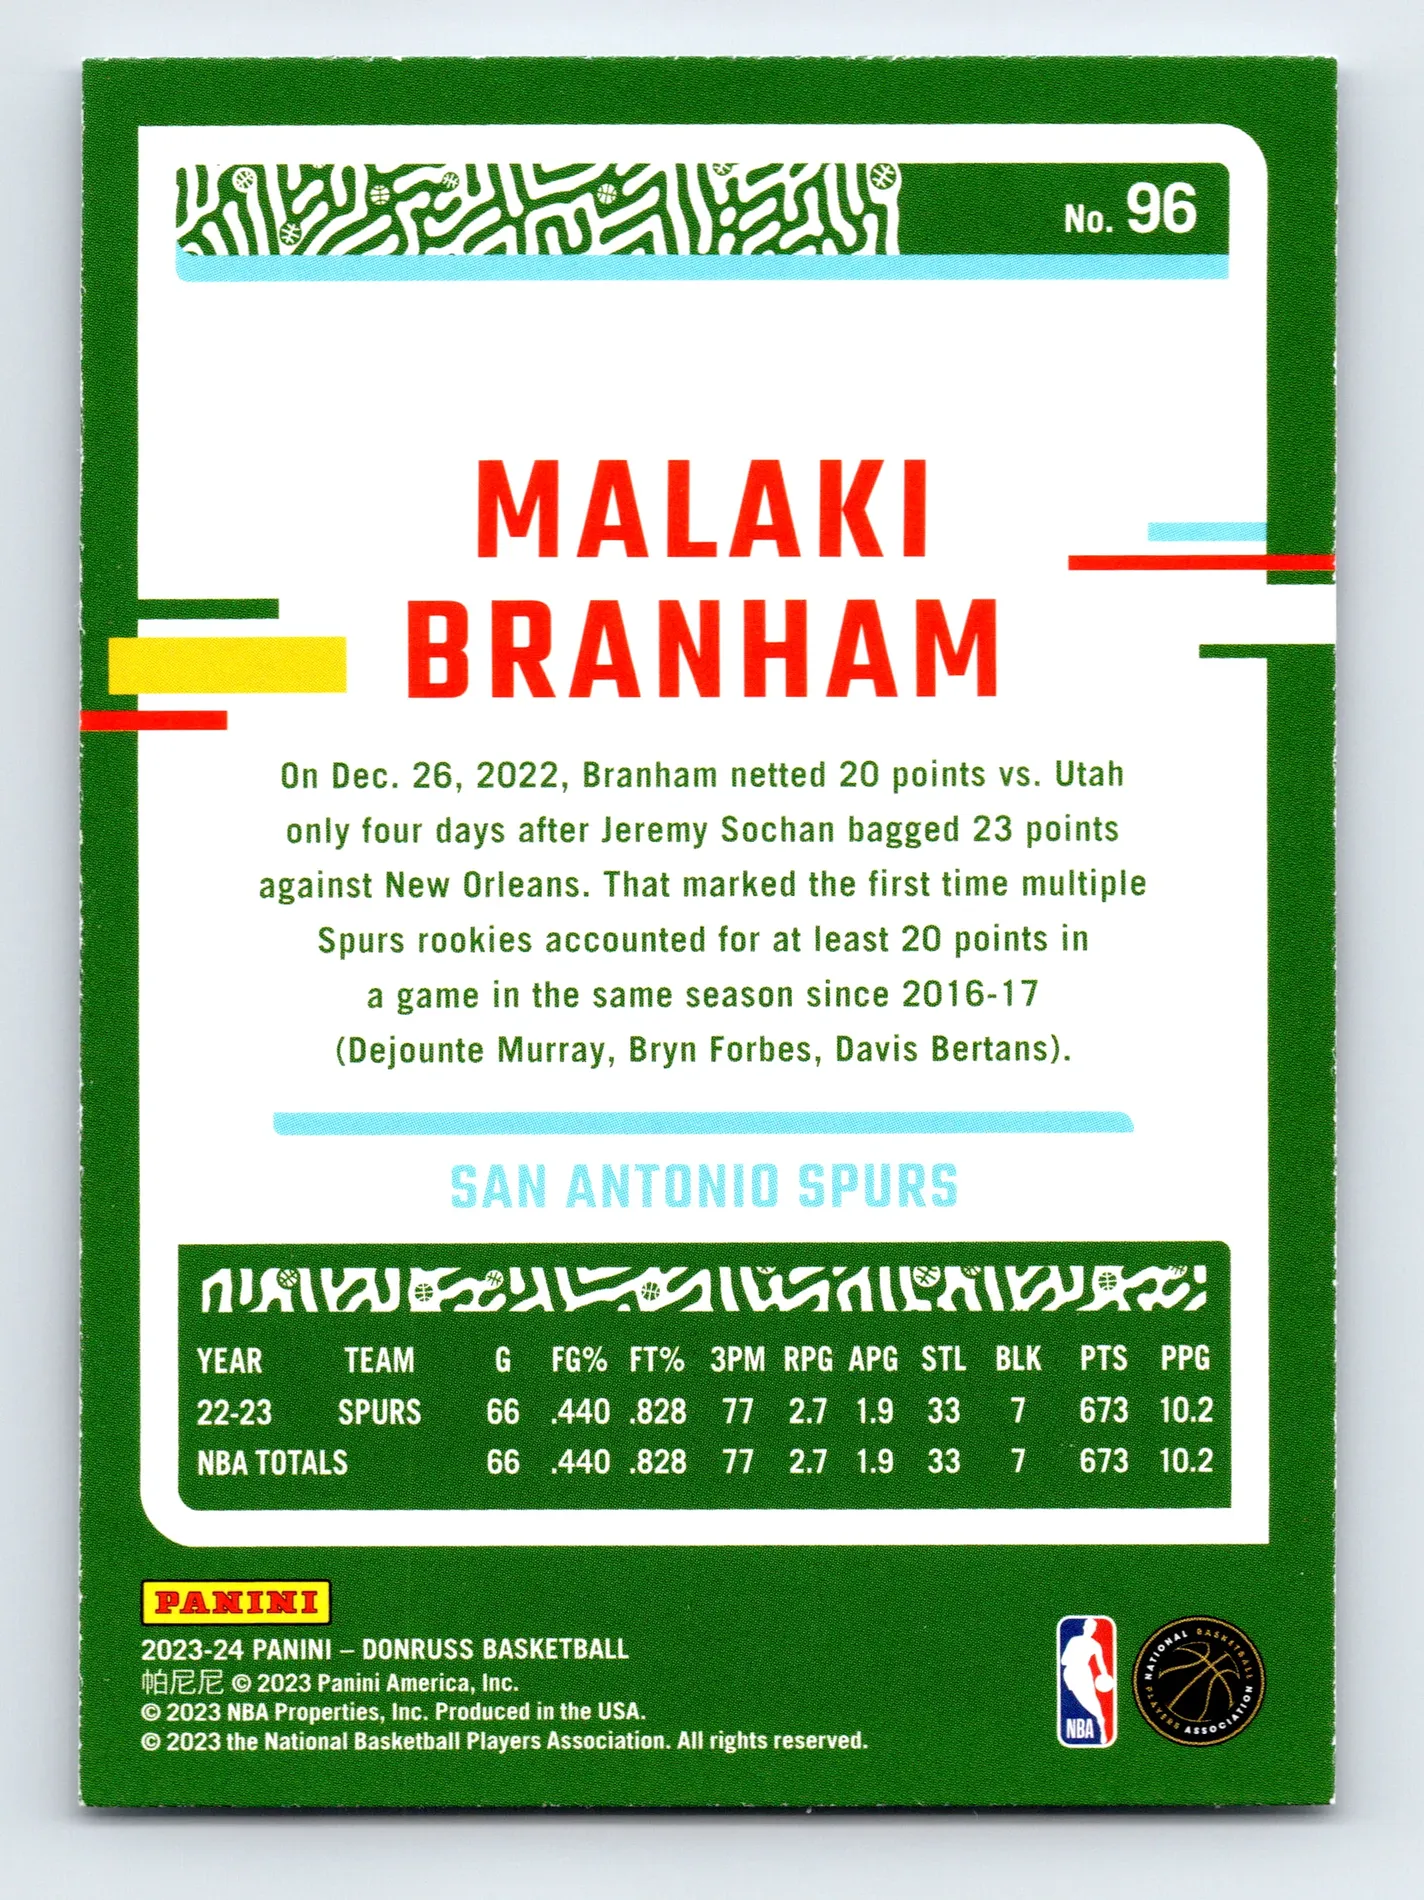 No. 96
MALAKI
BRANHAM
On Dec. 26, 2022, Branham netted 20 points vs. Utah
only four days after Jeremy Sochan bagged 23 points
against New Orleans. That marked the first time multiple
Spurs rookies accounted for at least 20 points in
a game in the same season since 2016-17
(Dejounte Murray, Bryn Forbes, Davis Bertans).
SAN ANTONIO SPURS
YEAR TEAM G FG% FT% 3PM RPG APG STL BLK PTS PPG
22-23 SPURS 66 .440 .828 77 2.7 1.9 33 7 673 10.2
NBA TOTALS 66 .440 .828 77 2.7 1.9 33 7 673 10.2
PANINI
2023-24 PANINI – DONRUSS BASKETBALL
帕尼尼 © 2023 Panini America, Inc.
© 2023 NBA Properties, Inc. Produced in the USA.
© 2023 the National Basketball Players Association. All rights reserved.
NBA
NATIONAL BASKETBALL PLAYERS ASSOCIATION